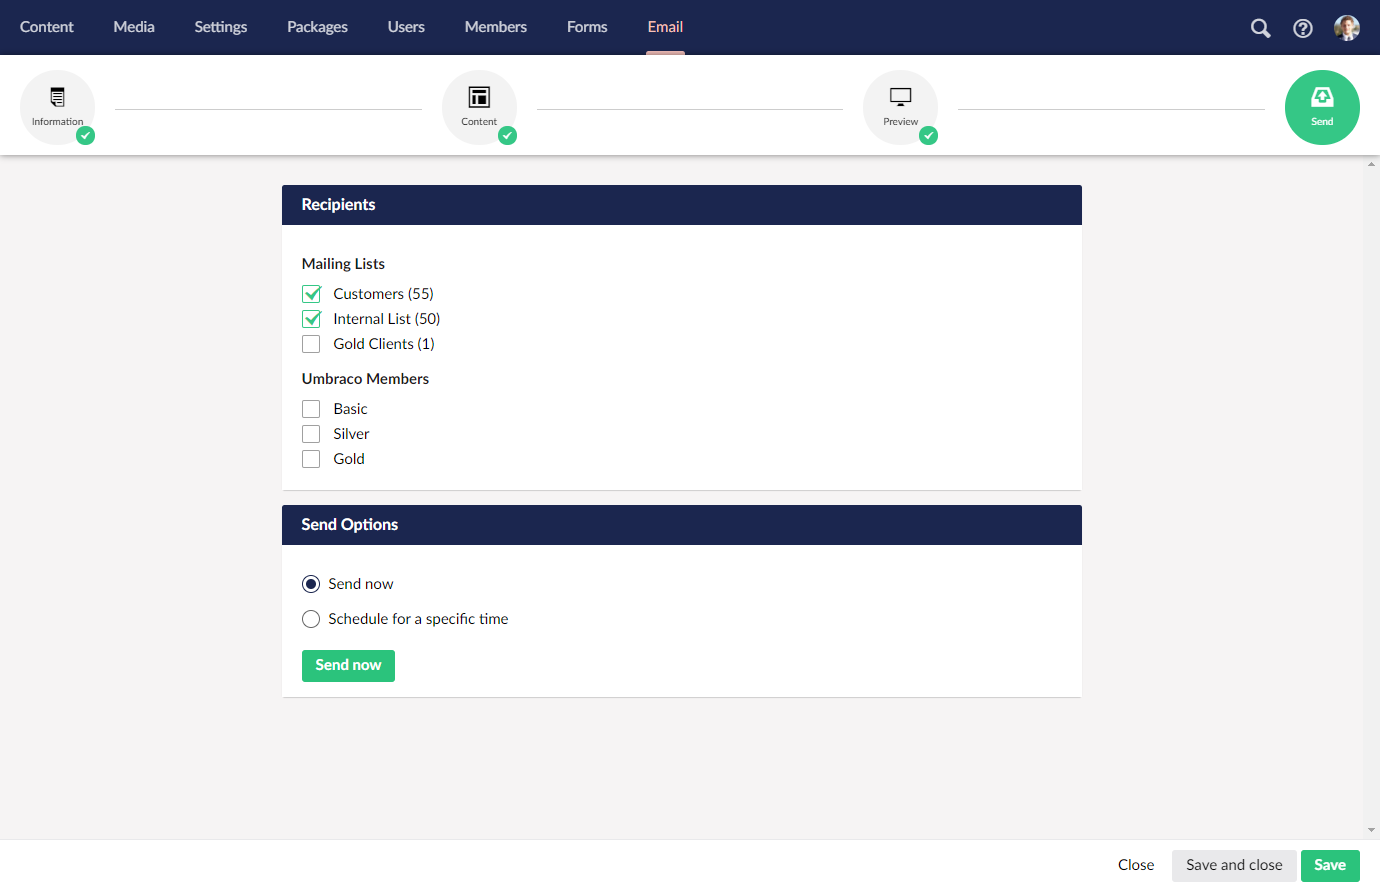 Content Media Settings Packages Users Members Forms Email
Information Content Preview Send
Recipients
Mailing Lists
Customers (55)
Internal List (50)
Gold Clients (1)
Umbraco Members
Basic
Silver
Gold
Send Options
Send now
Schedule for a specific time
Send now
Close Save and close Save